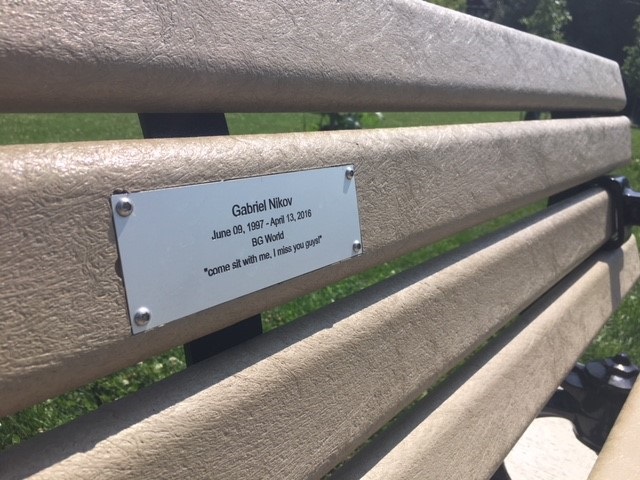 Gabriel Nikov
June 09, 1997 - April 13, 2016
BG World
"come sit with me, I miss you guys!"